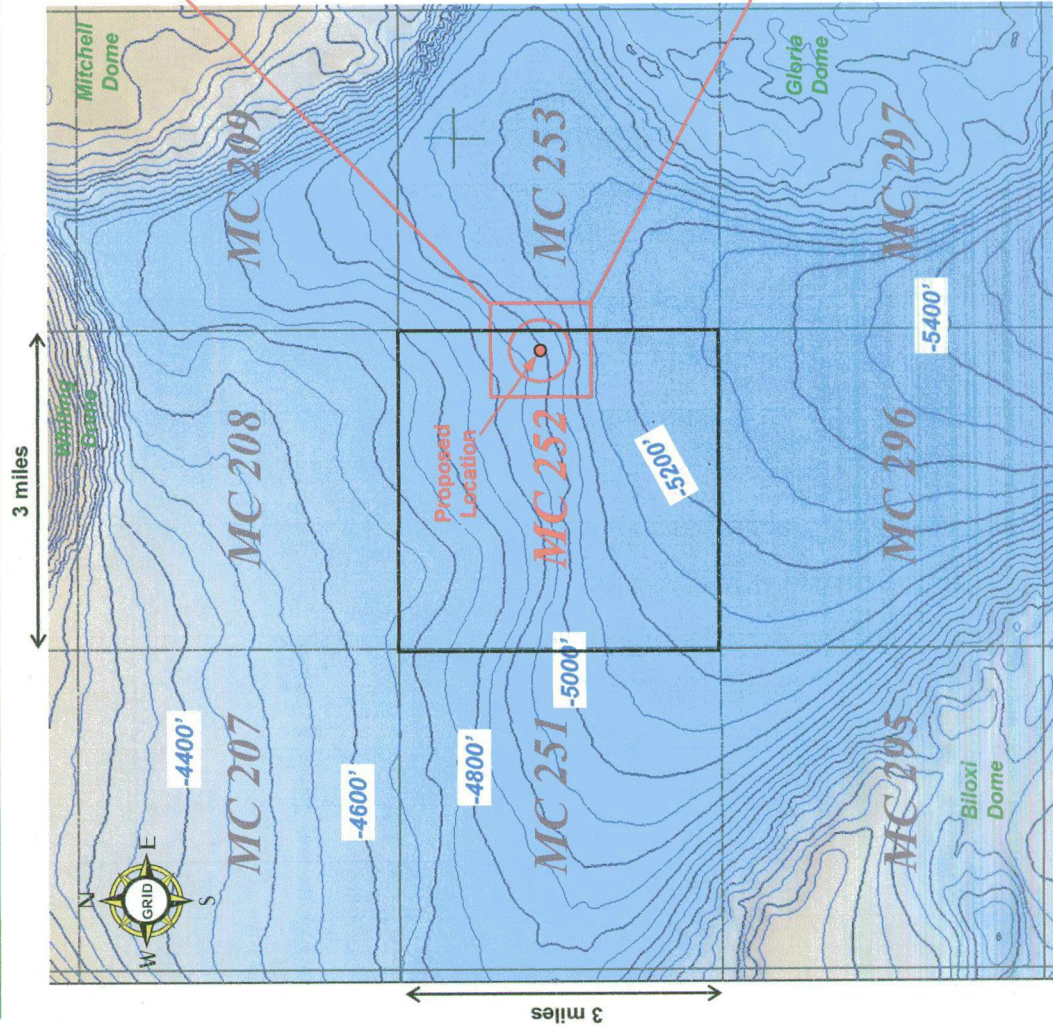 Mitchell
Dome
3 miles
Whiting
Dome
MC 209
MC 208
MC 207
-4400'
N
W
GRID
E
S
Gloria
Dome
-4600'
-4800'
Proposed
Location
MC 253
MC 252
MC 251
-5000'
-5200'
3 miles
MC 297
MC 296
MC 295
-5400'
Biloxi
Dome